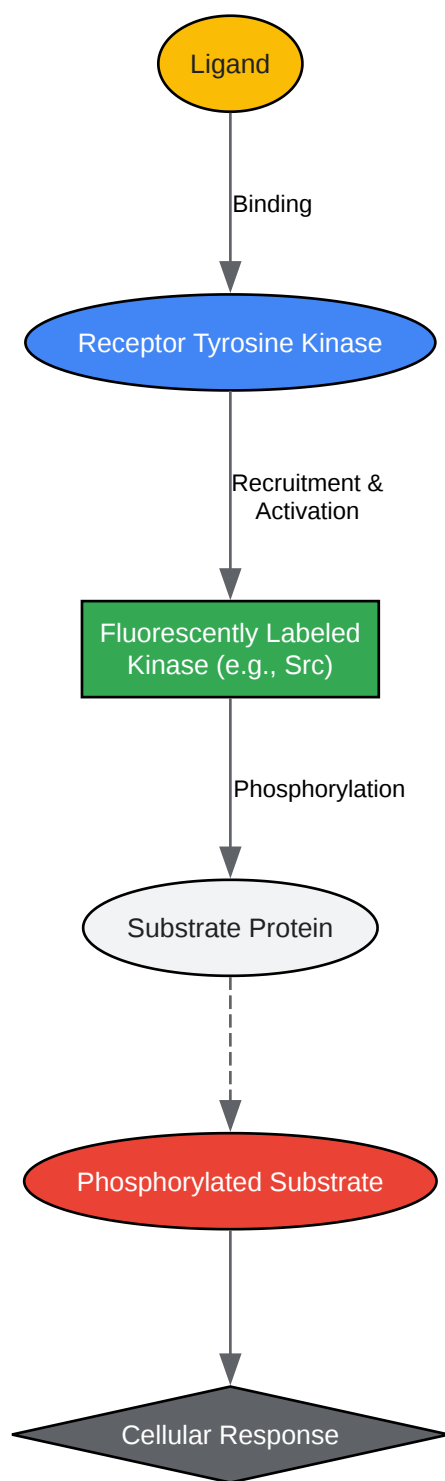 Ligand
Binding
Receptor Tyrosine Kinase
Recruitment &
Activation
Fluorescently Labeled
Kinase (e.g., Src)
Phosphorylation
Substrate Protein
Phosphorylated Substrate
Cellular Response